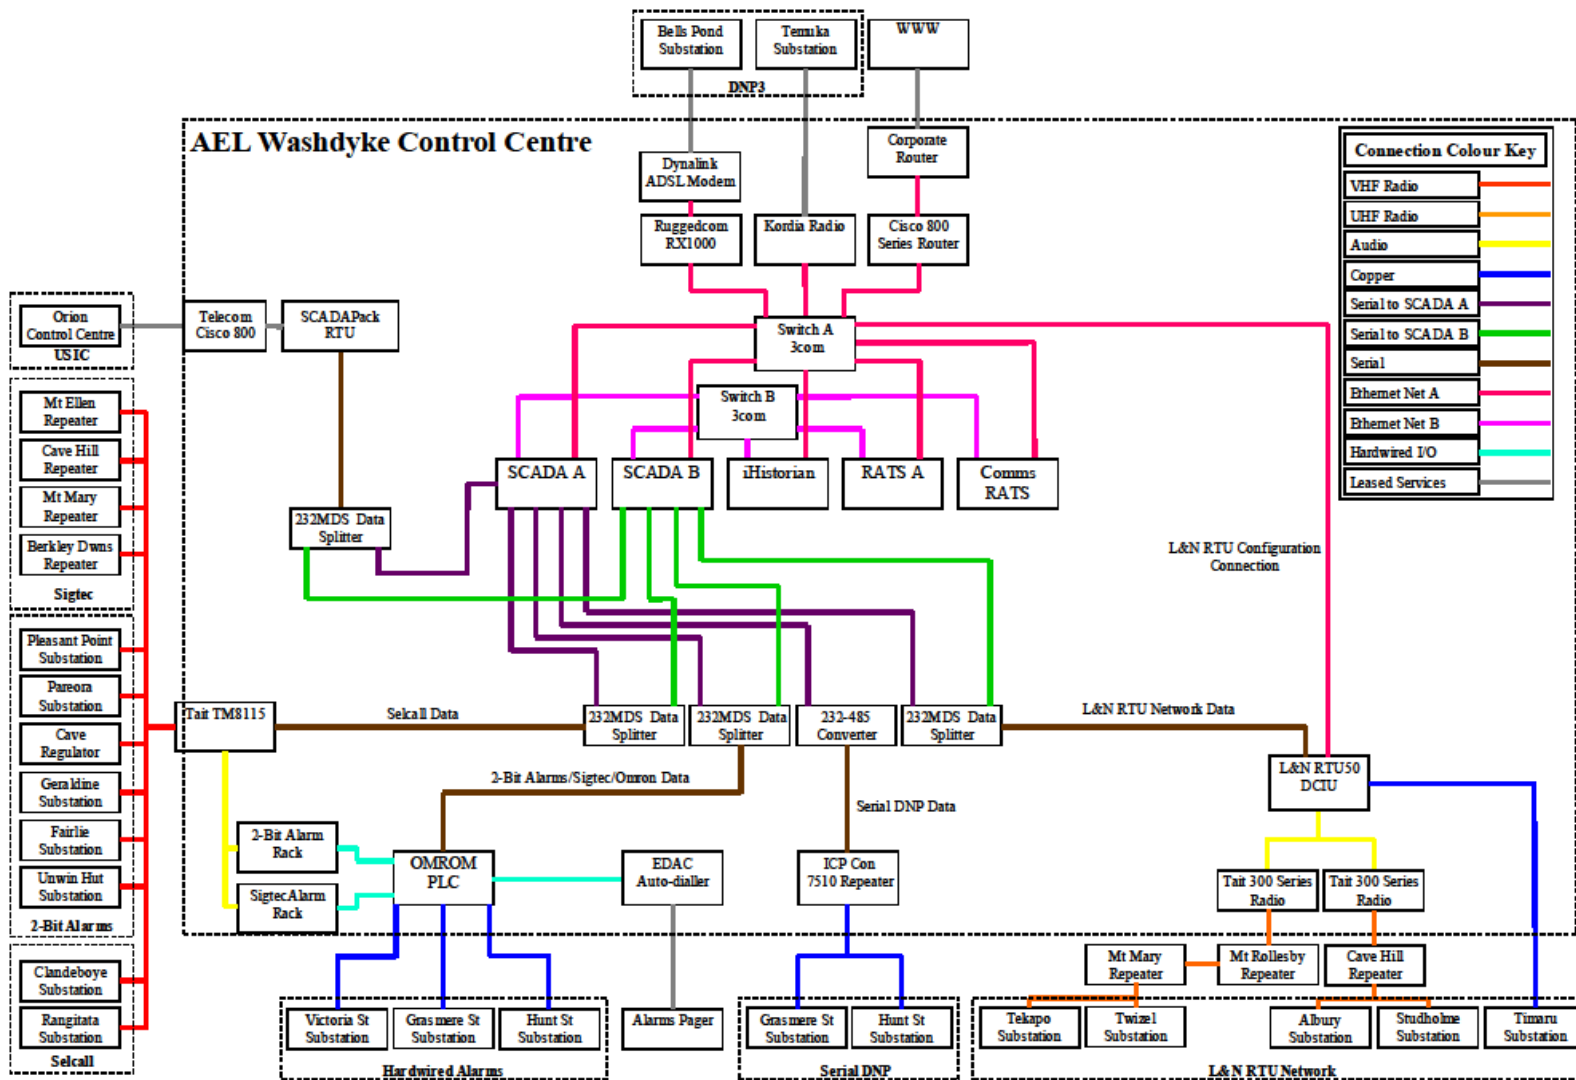 Bells Pond
Substation
Temuka
Substation
WWW
DNP3
AEL Washdyke Control Centre
Corporate
Router
Dynalink
ADSL Modem
Ruggedcom
RX1000
Kordia Radio
Cisco 800
Series Router
Connection Colour Key
VHF Radio
UHF Radio
Audio
Copper
Serial to SCADA A
Serial to SCADA B
Serial
Ethernet Net A
Ethernet Net B
Hardwired I/O
Leased Services
Orion
Control Centre
USIC
Telecom
Cisco 800
SCADAPack
RTU
Switch A
3com
Switch B
3com
Mt Ellen
Repeater
Cave Hill
Repeater
Mt Mary
Repeater
Berkley Dwns
Repeater
Sigtec
SCADA A
SCADA B
iHistorian
RATS A
Comms
RATS
232MDS Data
Splitter
L&N RTU Configuration
Connection
Pleasant Point
Substation
Pareora
Substation
Cave
Regulator
Geraldine
Substation
Fairlie
Substation
Unwin Hut
Substation
2-Bit Alarms
Clandeboye
Substation
Rangitata
Substation
Selcall
Tait TM8115
Selcall Data
232MDS Data
Splitter
232MDS Data
Splitter
232-485
Converter
232MDS Data
Splitter
L&N RTU Network Data
2-Bit Alarms/Sigtec/Omron Data
Serial DNP Data
L&N RTU50
DCIU
2-Bit Alarm
Rack
SigtecAlarm
Rack
OMROM
PLC
EDAC
Auto-dialler
ICP Con
7510 Repeater
Tait 300 Series
Radio
Tait 300 Series
Radio
Mt Mary
Repeater
Mt Rollesby
Repeater
Cave Hill
Repeater
Victoria St
Substation
Grasmere St
Substation
Hunt St
Substation
Hardwired Alarms
Alarms Pager
Grasmere St
Substation
Hunt St
Substation
Serial DNP
Tekapo
Substation
Twizel
Substation
Albury
Substation
Studholme
Substation
Timaru
Substation
L&N RTU Network